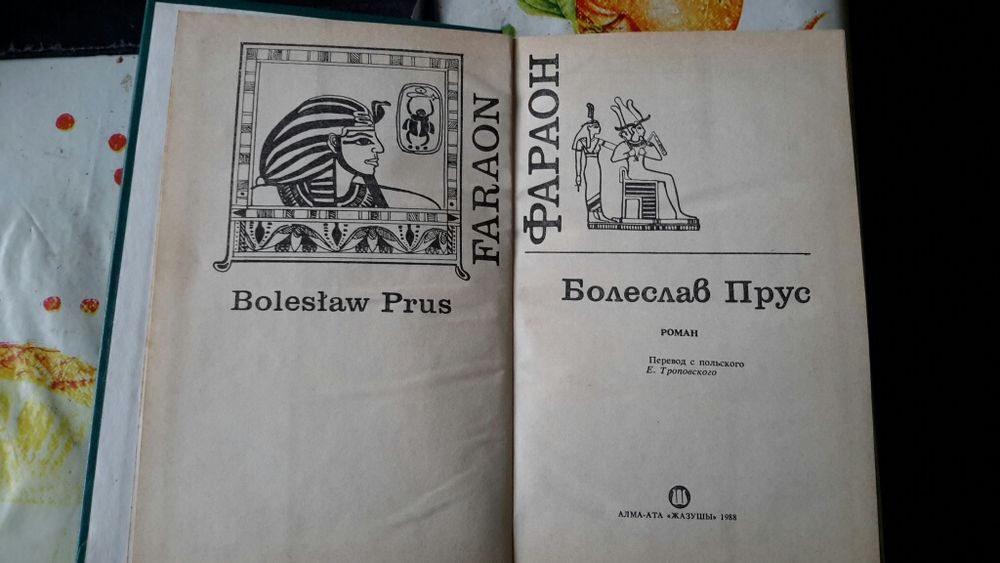 FARAON
Bolesław Prus
ФАРАОН
Болеслав Прус
РОМАН
Перевод с польского
Е. Троповского
АЛМА-АТА «ЖАЗУШЫ» 1988